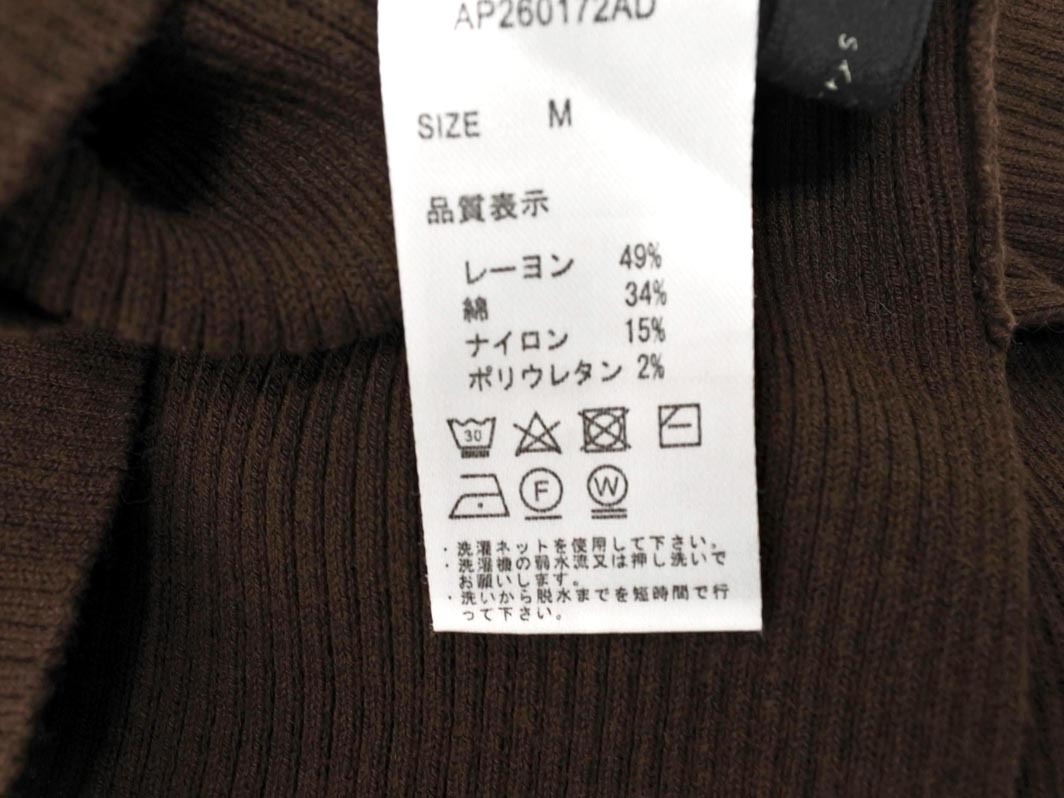 AP260172AD
SIZE M
品質表示
レーヨン 49%
綿 34%
ナイロン 15%
ポリウレタン 2%
30
F W
・洗濯ネットを使用して下さい。
・洗濯機の弱水流又は押し洗いで
お願いします。
・洗いから脱水までを短時間で行
って下さい。